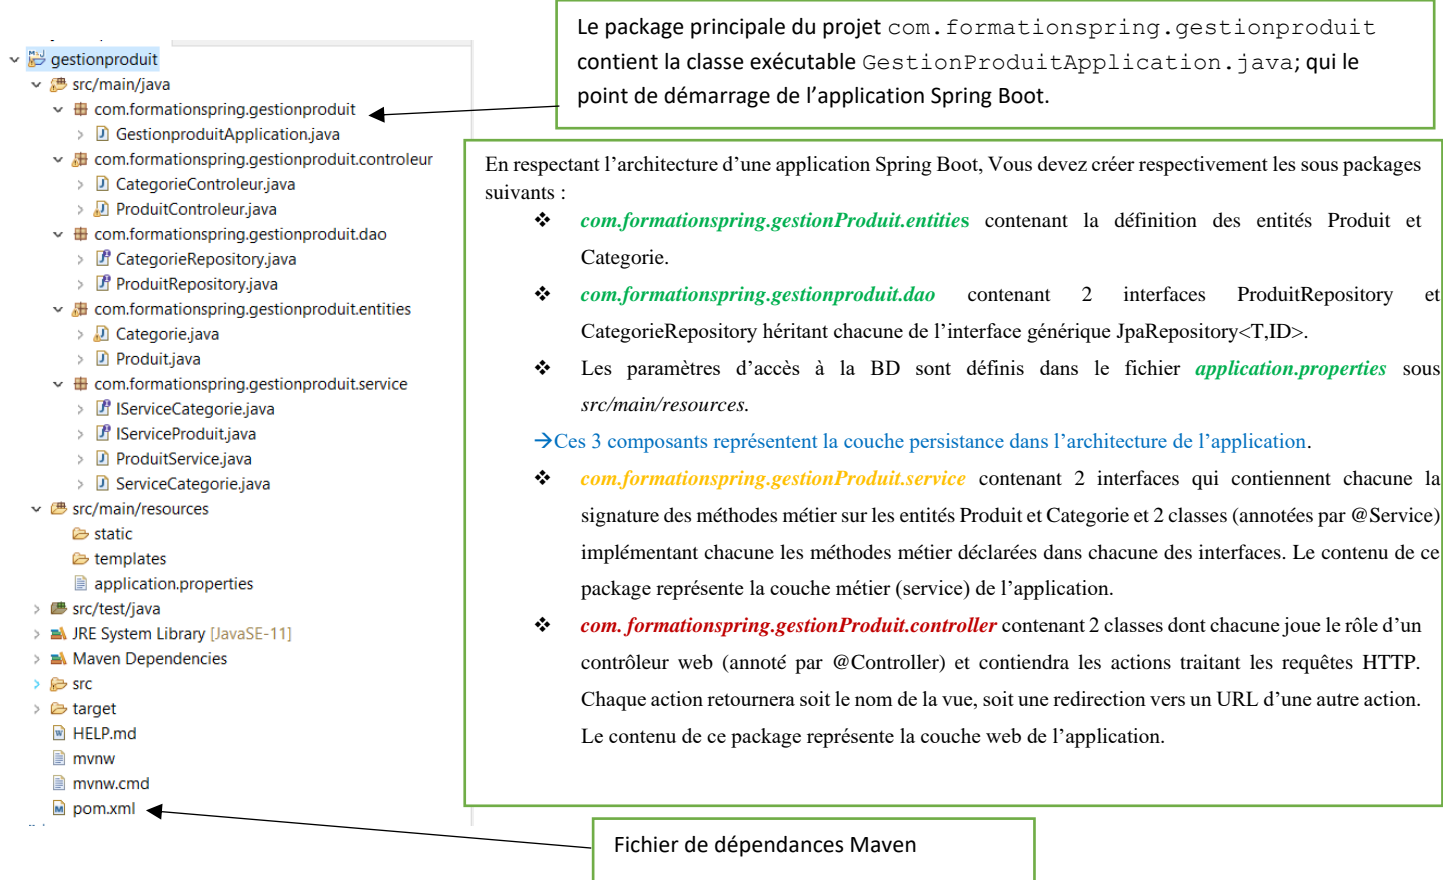 Le package principale du projet com.formationspring.gestionproduit
contient la classe exécutable GestionProduitApplication.java; qui le
point de démarrage de l’application Spring Boot.
gestionproduit
src/main/java
com.formationspring.gestionproduit
GestionproduitApplication.java
com.formationspring.gestionproduit.controleur
CategorieControleur.java
ProduitControleur.java
com.formationspring.gestionproduit.dao
CategorieRepository.java
ProduitRepository.java
com.formationspring.gestionproduit.entities
Categorie.java
Produit.java
com.formationspring.gestionproduit.service
IServiceCategorie.java
IServiceProduit.java
ProduitService.java
ServiceCategorie.java
src/main/resources
static
templates
application.properties
src/test/java
JRE System Library [JavaSE-11]
Maven Dependencies
src
target
HELP.md
mvnw
mvnw.cmd
pom.xml
En respectant l’architecture d’une application Spring Boot, Vous devez créer respectivement les sous packages
suivants :
❖ com.formationspring.gestionProduit.entities contenant la définition des entités Produit et
Categorie.
❖ com.formationspring.gestionproduit.dao contenant 2 interfaces ProduitRepository et
CategorieRepository héritant chacune de l’interface générique JpaRepository<T,ID>.
❖ Les paramètres d’accès à la BD sont définis dans le fichier application.properties sous
src/main/resources.
→Ces 3 composants représentent la couche persistance dans l’architecture de l’application.
❖ com.formationspring.gestionProduit.service contenant 2 interfaces qui contiennent chacune la
signature des méthodes métier sur les entités Produit et Categorie et 2 classes (annotées par @Service)
implémentant chacune les méthodes métier déclarées dans chacune des interfaces. Le contenu de ce
package représente la couche métier (service) de l’application.
❖ com. formationspring.gestionProduit.controller contenant 2 classes dont chacune joue le rôle d’un
contrôleur web (annoté par @Controller) et contiendra les actions traitant les requêtes HTTP.
Chaque action retournera soit le nom de la vue, soit une redirection vers un URL d’une autre action.
Le contenu de ce package représente la couche web de l’application.
Fichier de dépendances Maven